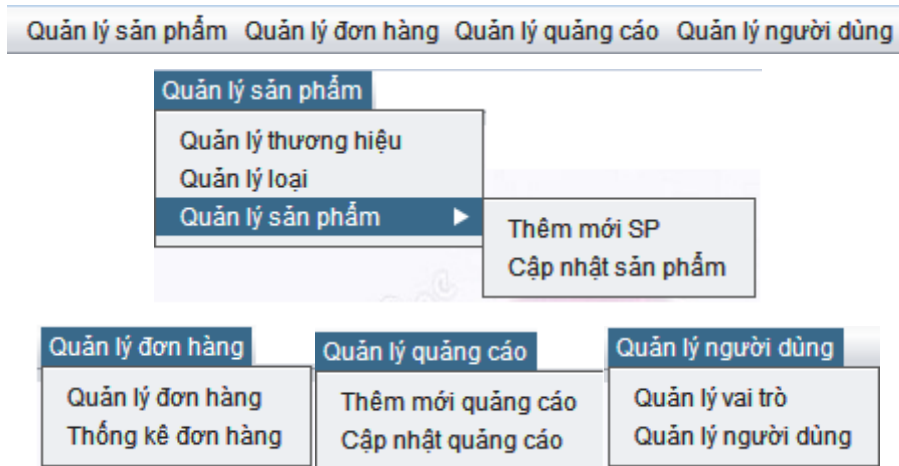 Quản lý sản phẩm Quản lý đơn hàng Quản lý quảng cáo Quản lý người dùng
Quản lý sản phẩm
Quản lý thương hiệu
Quản lý loại
Quản lý sản phẩm
Thêm mới SP
Cập nhật sản phẩm
Quản lý đơn hàng
Quản lý đơn hàng
Thống kê đơn hàng
Quản lý quảng cáo
Thêm mới quảng cáo
Cập nhật quảng cáo
Quản lý người dùng
Quản lý vai trò
Quản lý người dùng